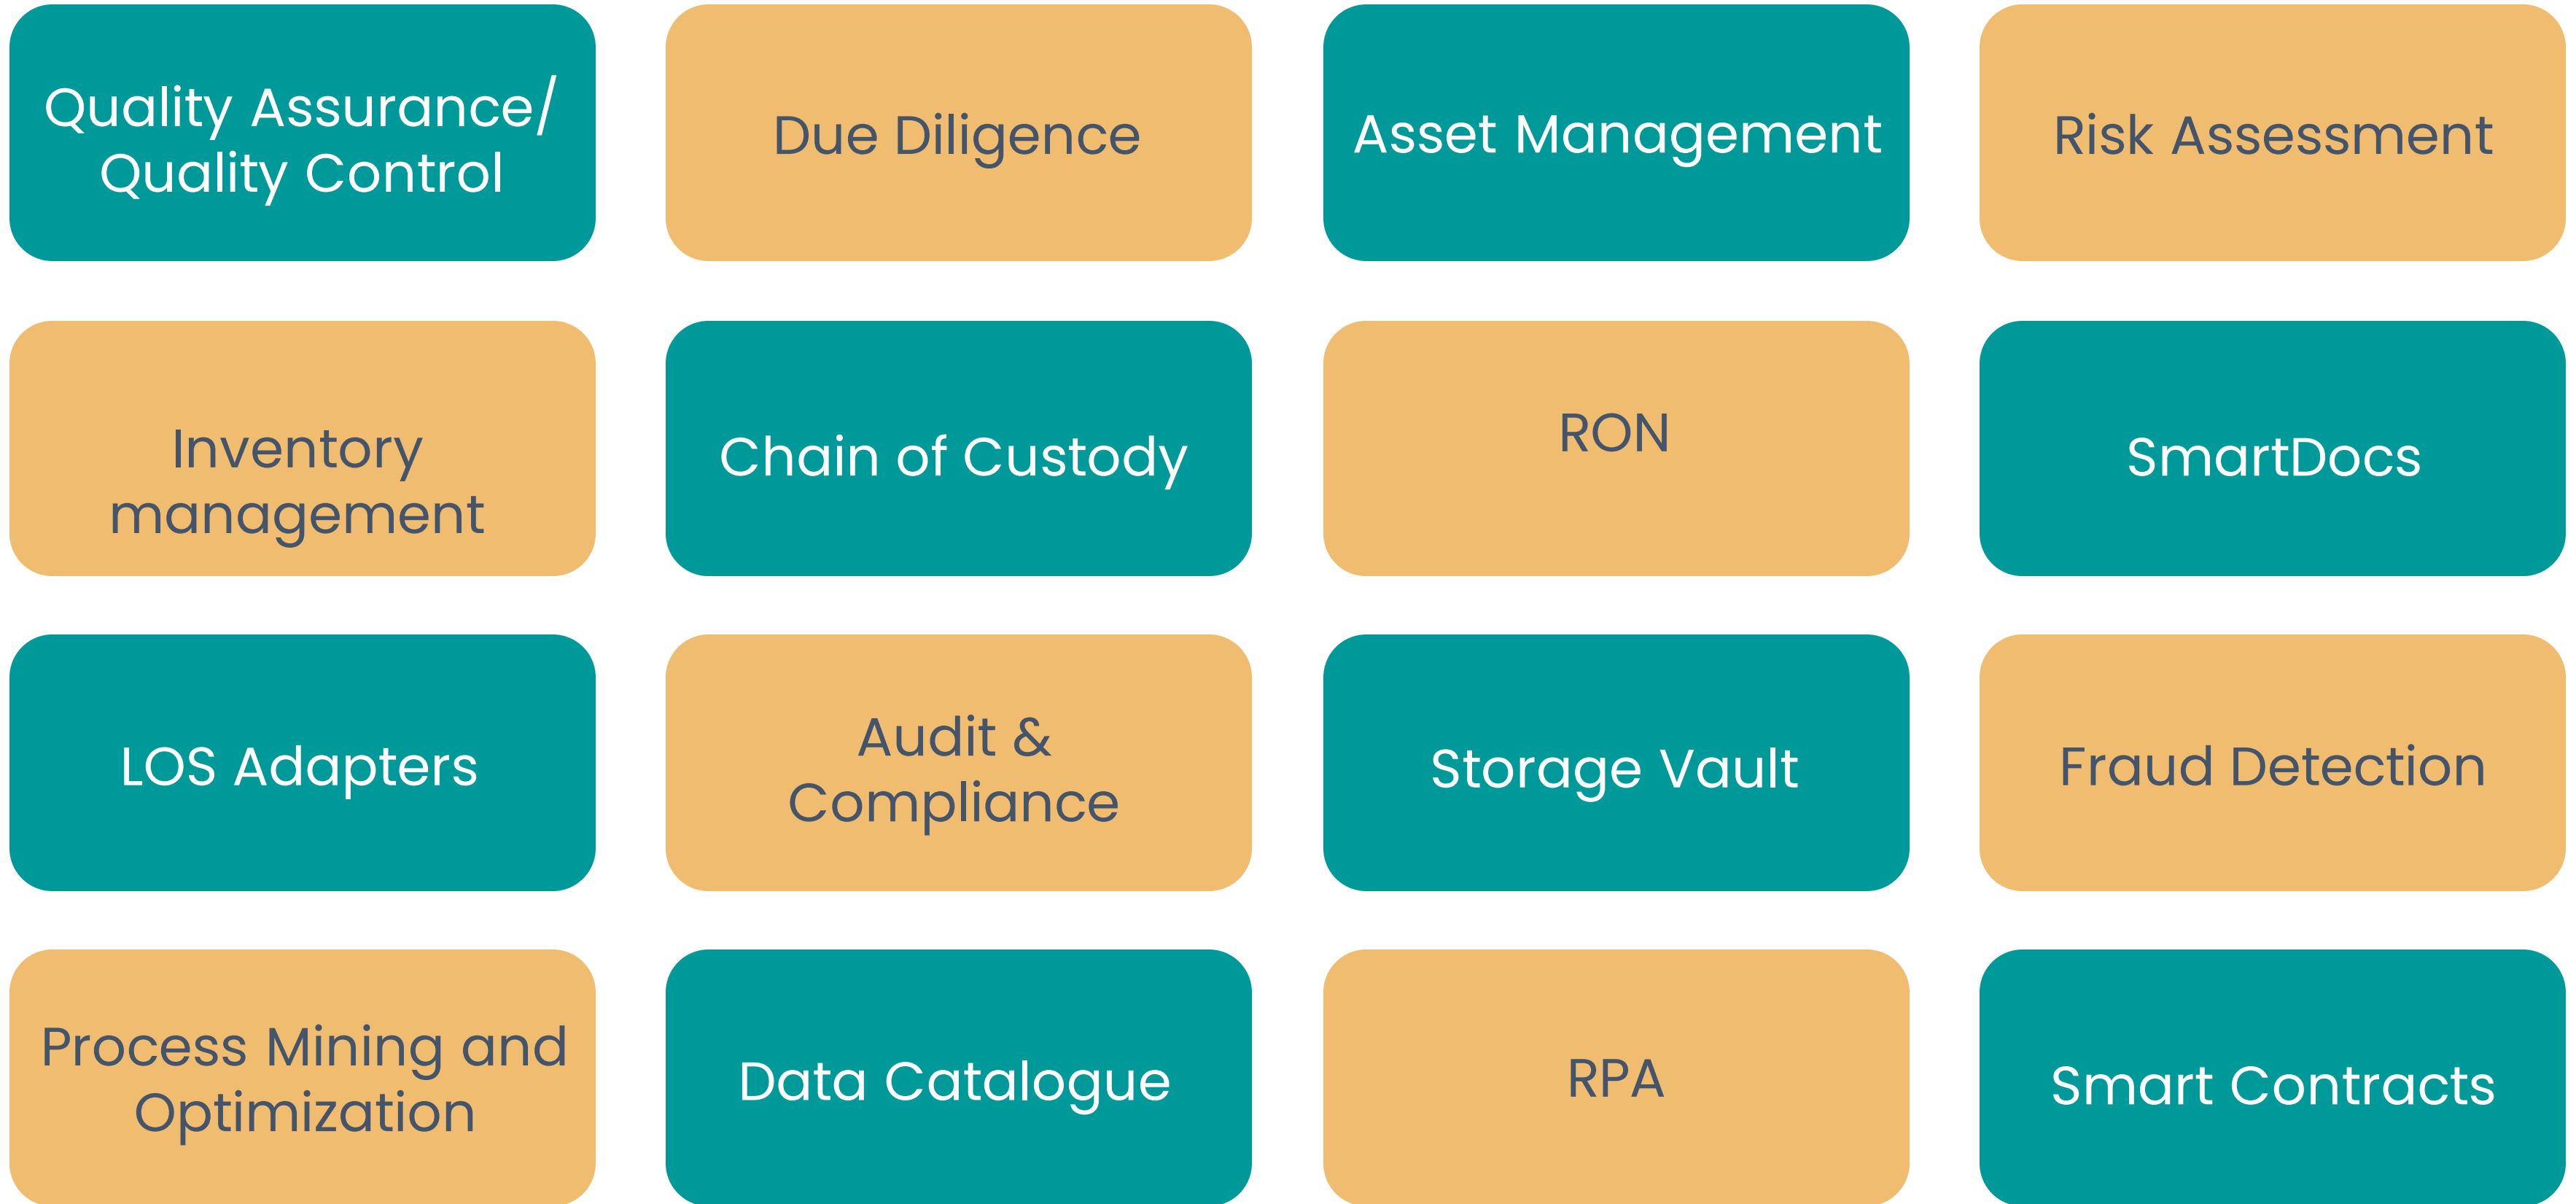 Quality Assurance/
Quality Control
Due Diligence
Asset Management
Risk Assessment
Inventory
management
Chain of Custody
RON
SmartDocs
LOS Adapters
Audit &
Compliance
Storage Vault
Fraud Detection
Process Mining and
Optimization
Data Catalogue
RPA
Smart Contracts